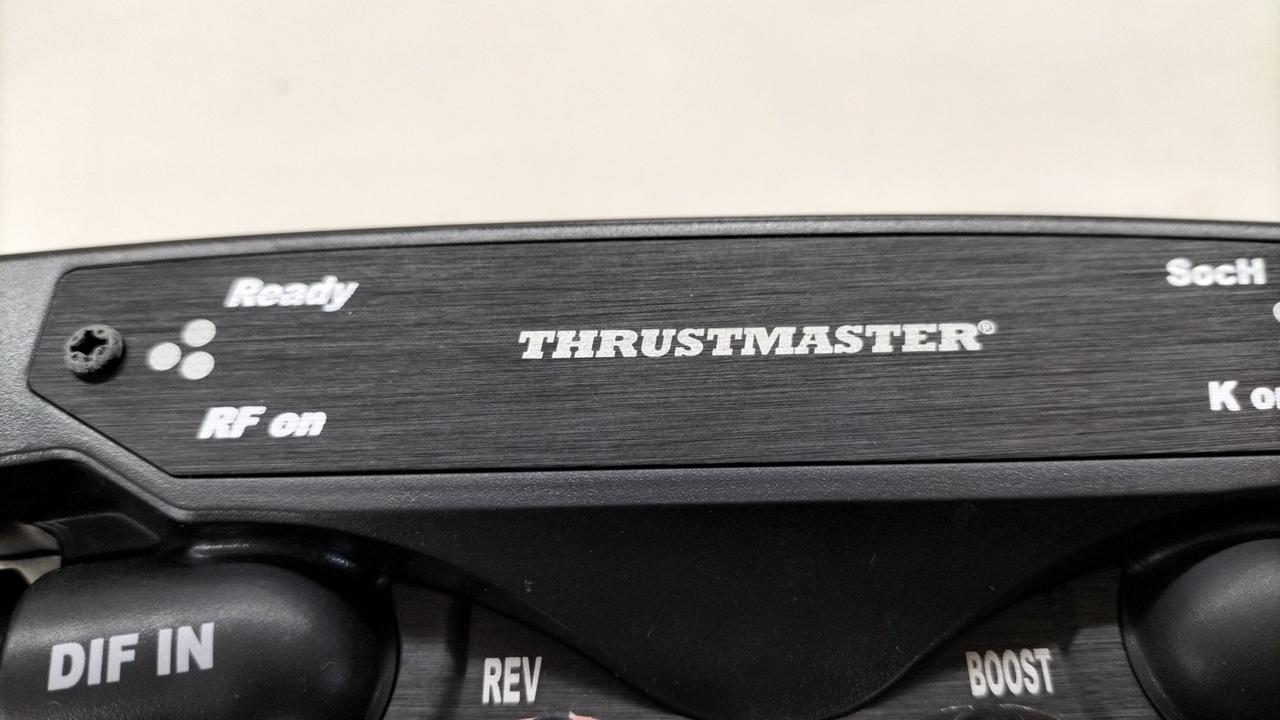 Ready
SocH
THRUSTMASTER®
RF on
K
DIF IN
REV
BOOST